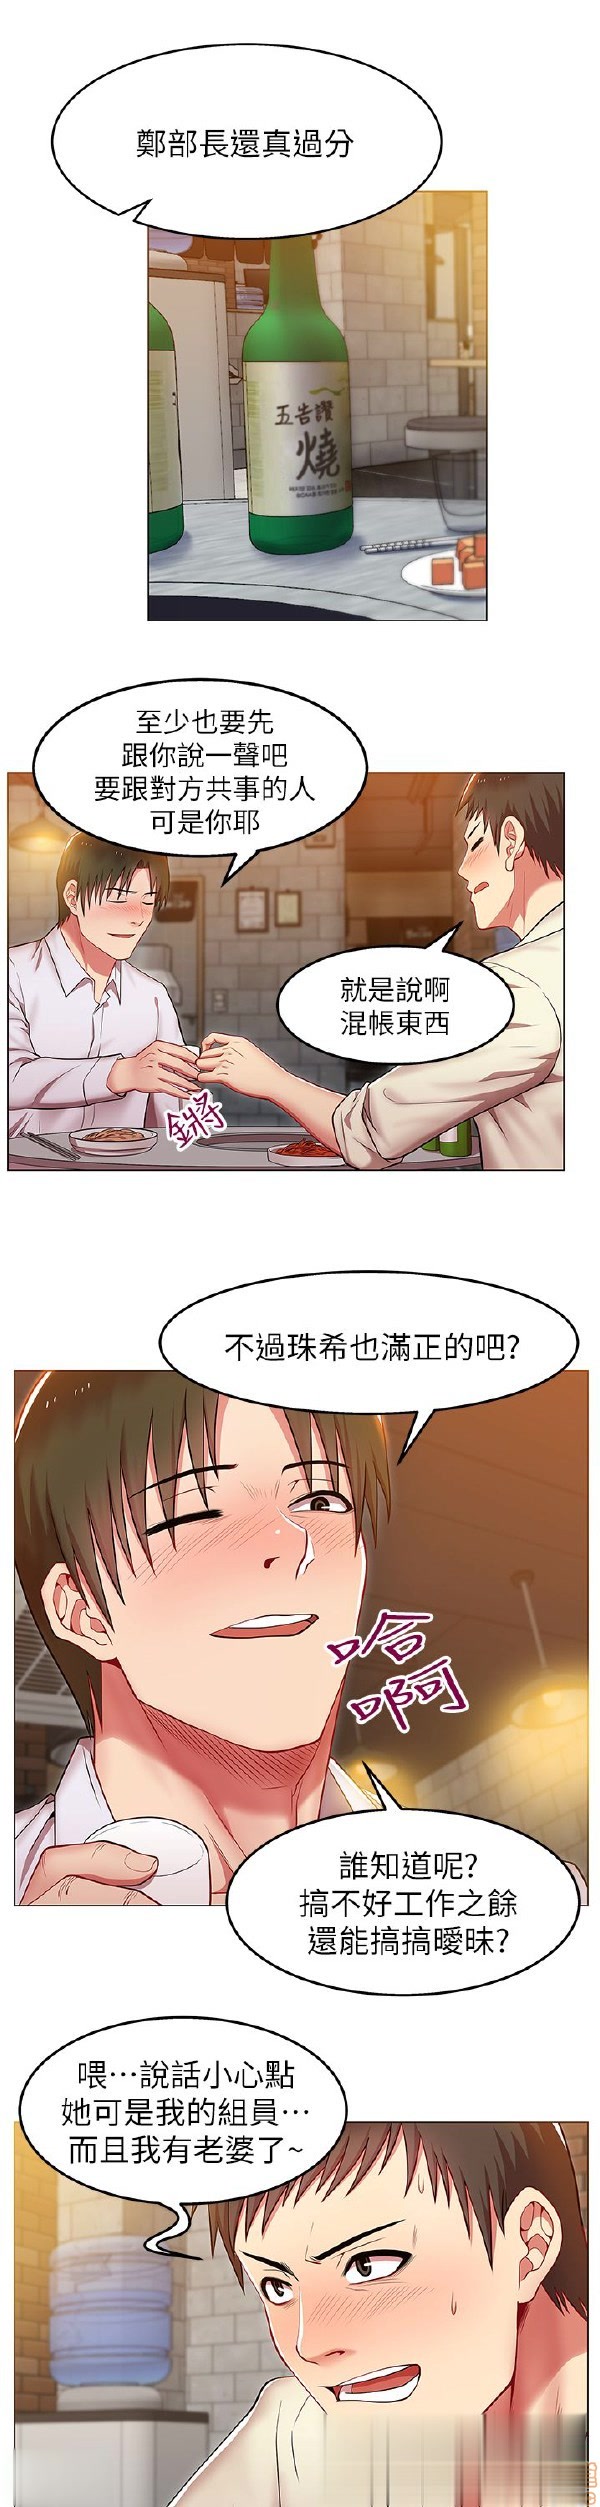 鄭部長還真過分
五告讚
燒
至少也要先
跟你說一聲吧
要跟對方共事的人
可是你耶
就是說啊
混帳東西
鏘
不過珠希也滿正的吧?
哈
啊
誰知道呢?
搞不好工作之餘
還能搞搞曖昧?
喂⋯說話小心點
她可是我的組員⋯
而且我有老婆了~